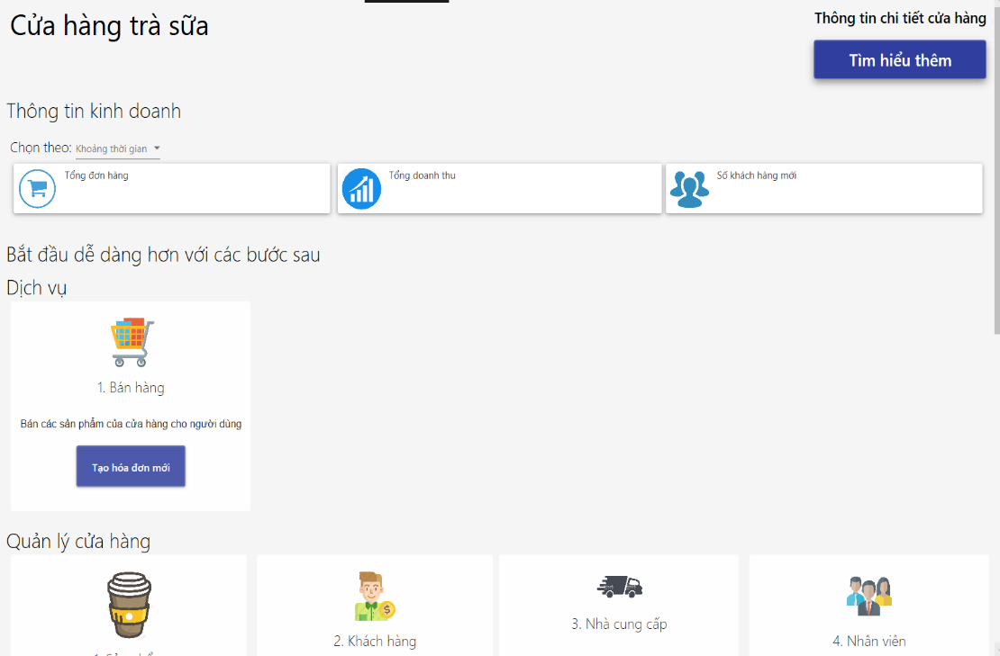 Cửa hàng trà sữa
Thông tin chi tiết cửa hàng
Tìm hiểu thêm
Thông tin kinh doanh
Chọn theo: Khoảng thời gian
Tổng đơn hàng
Tổng doanh thu
Số khách hàng mới
Bắt đầu dễ dàng hơn với các bước sau
Dịch vụ
1. Bán hàng
Bán các sản phẩm của cửa hàng cho người dùng
Tạo hóa đơn mới
Quản lý cửa hàng
3. Nhà cung cấp
2. Khách hàng
4. Nhân viên